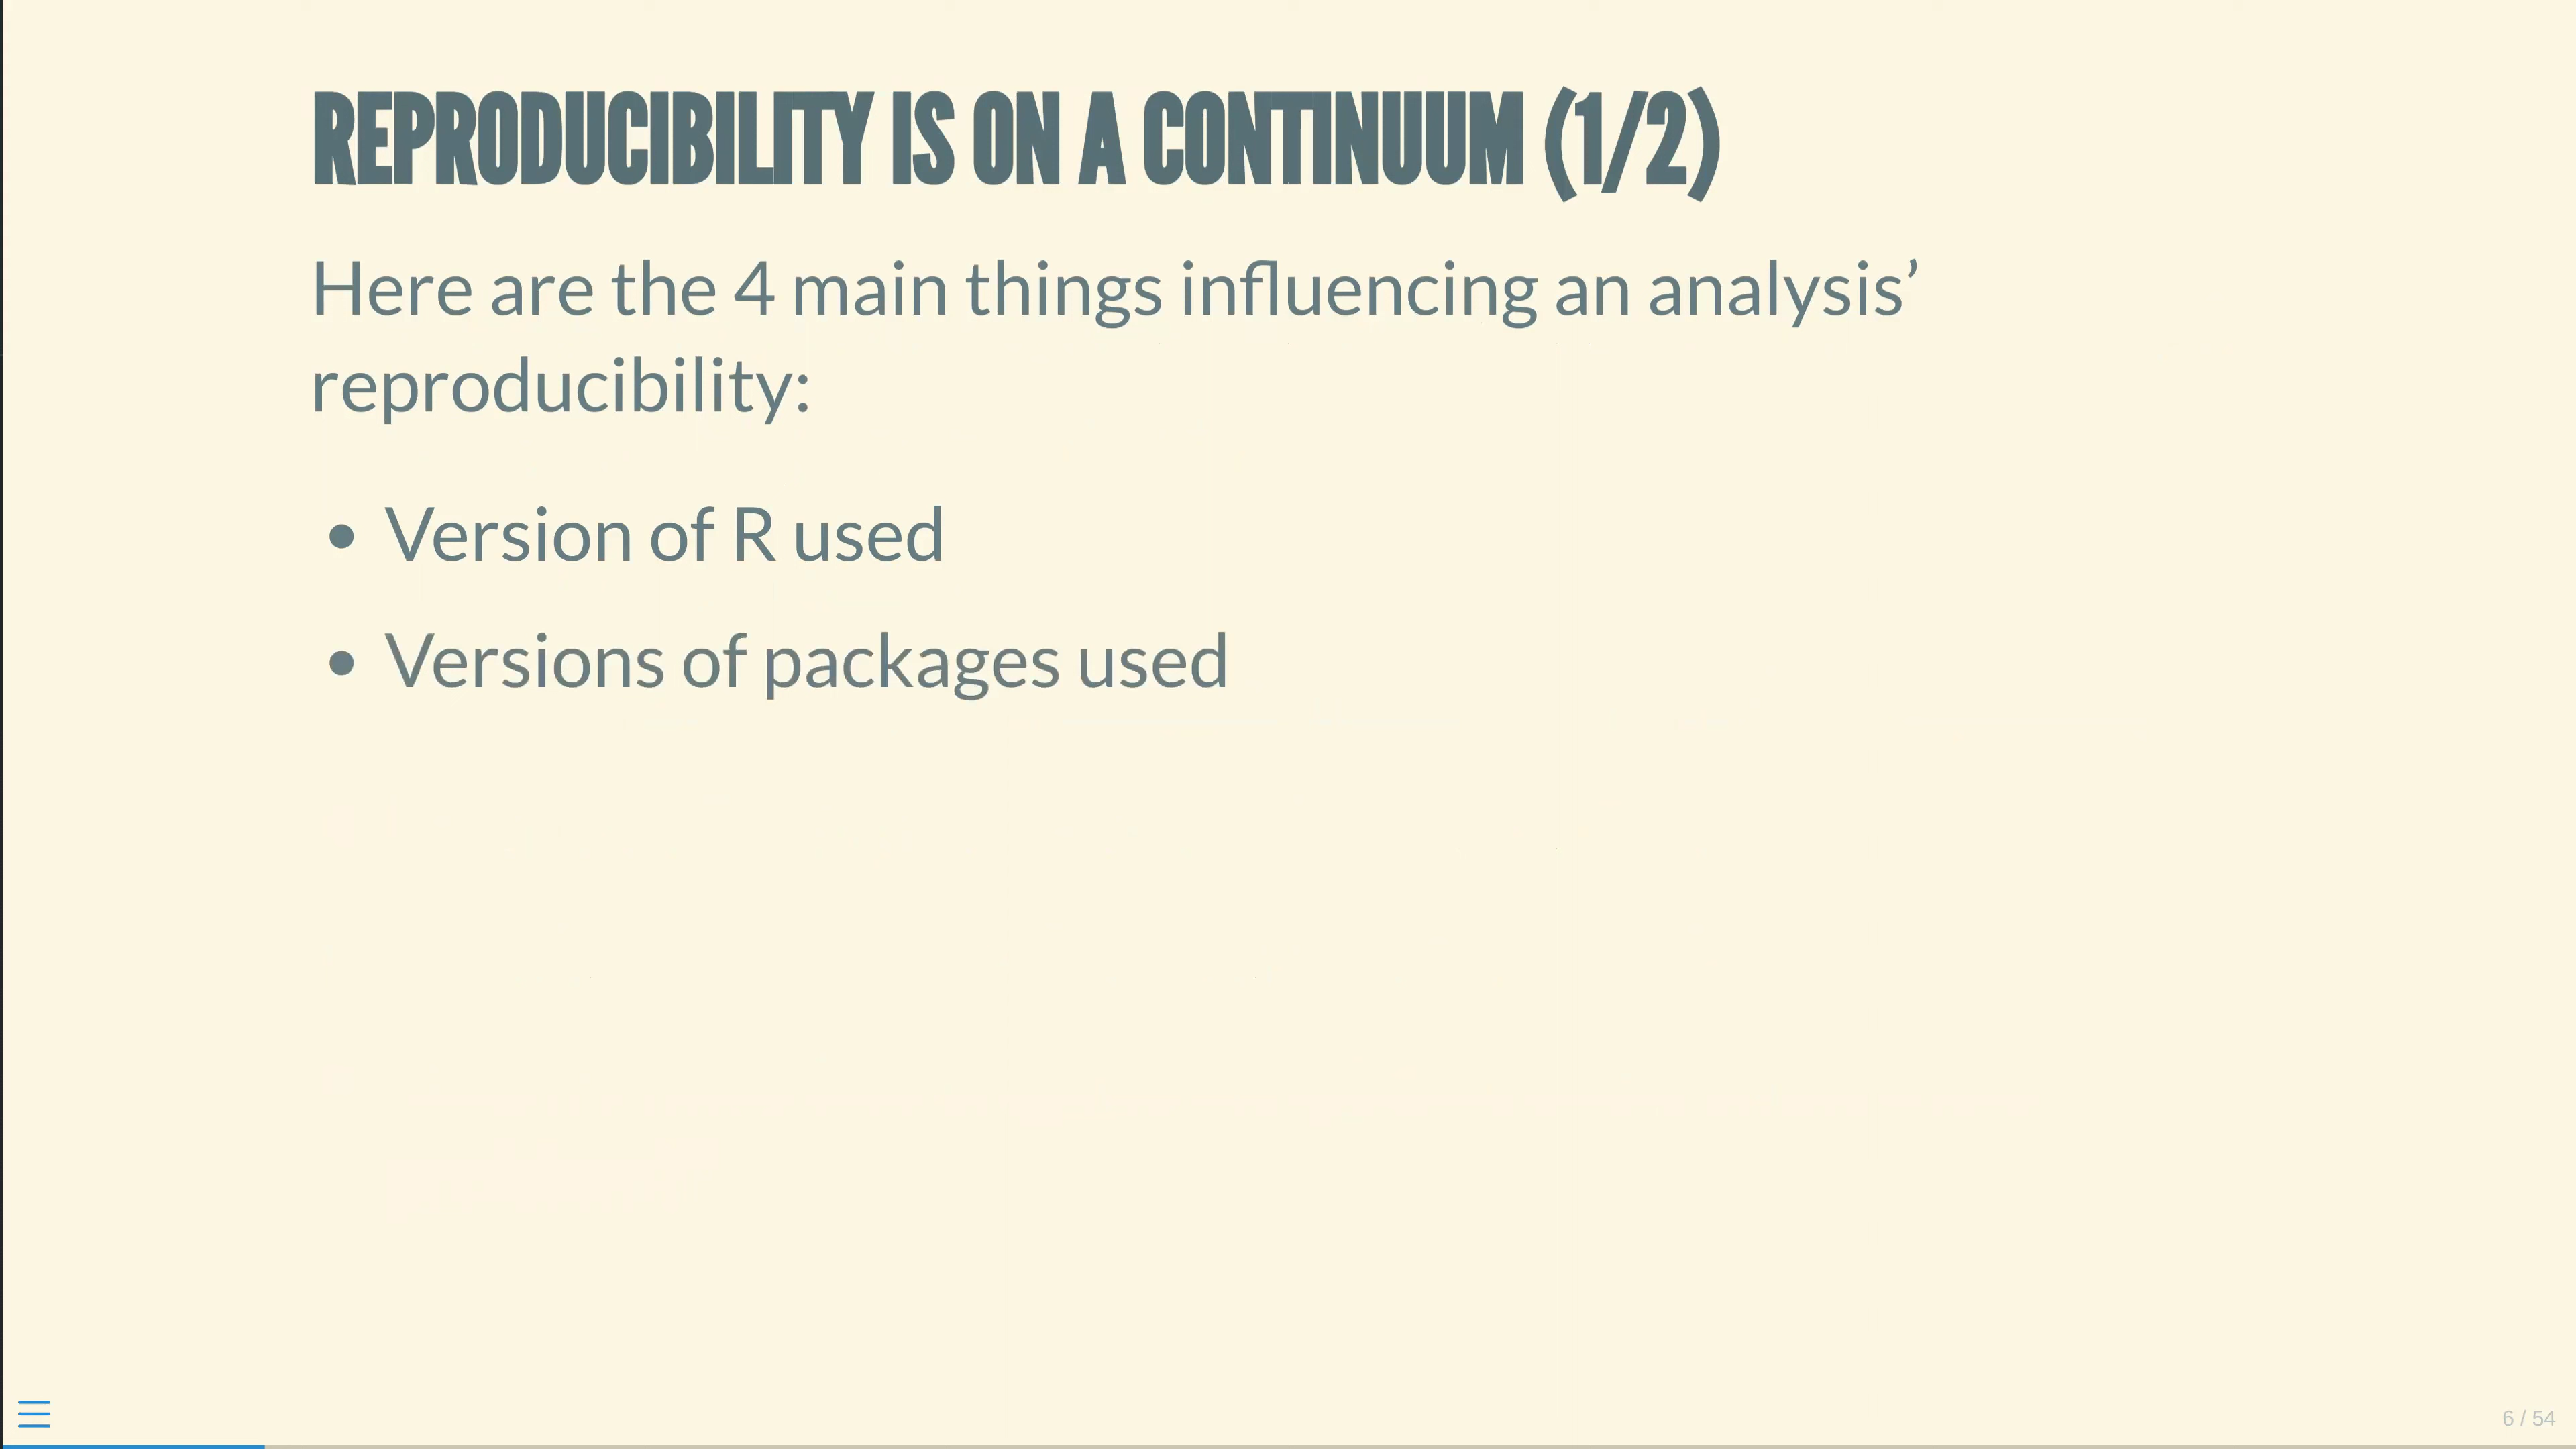 REPRODUCIBILITY IS ON A CONTINUUM (1/2)
Here are the 4 main things influencing an analysis’
reproducibility:
• Version of R used
• Versions of packages used
6 / 54